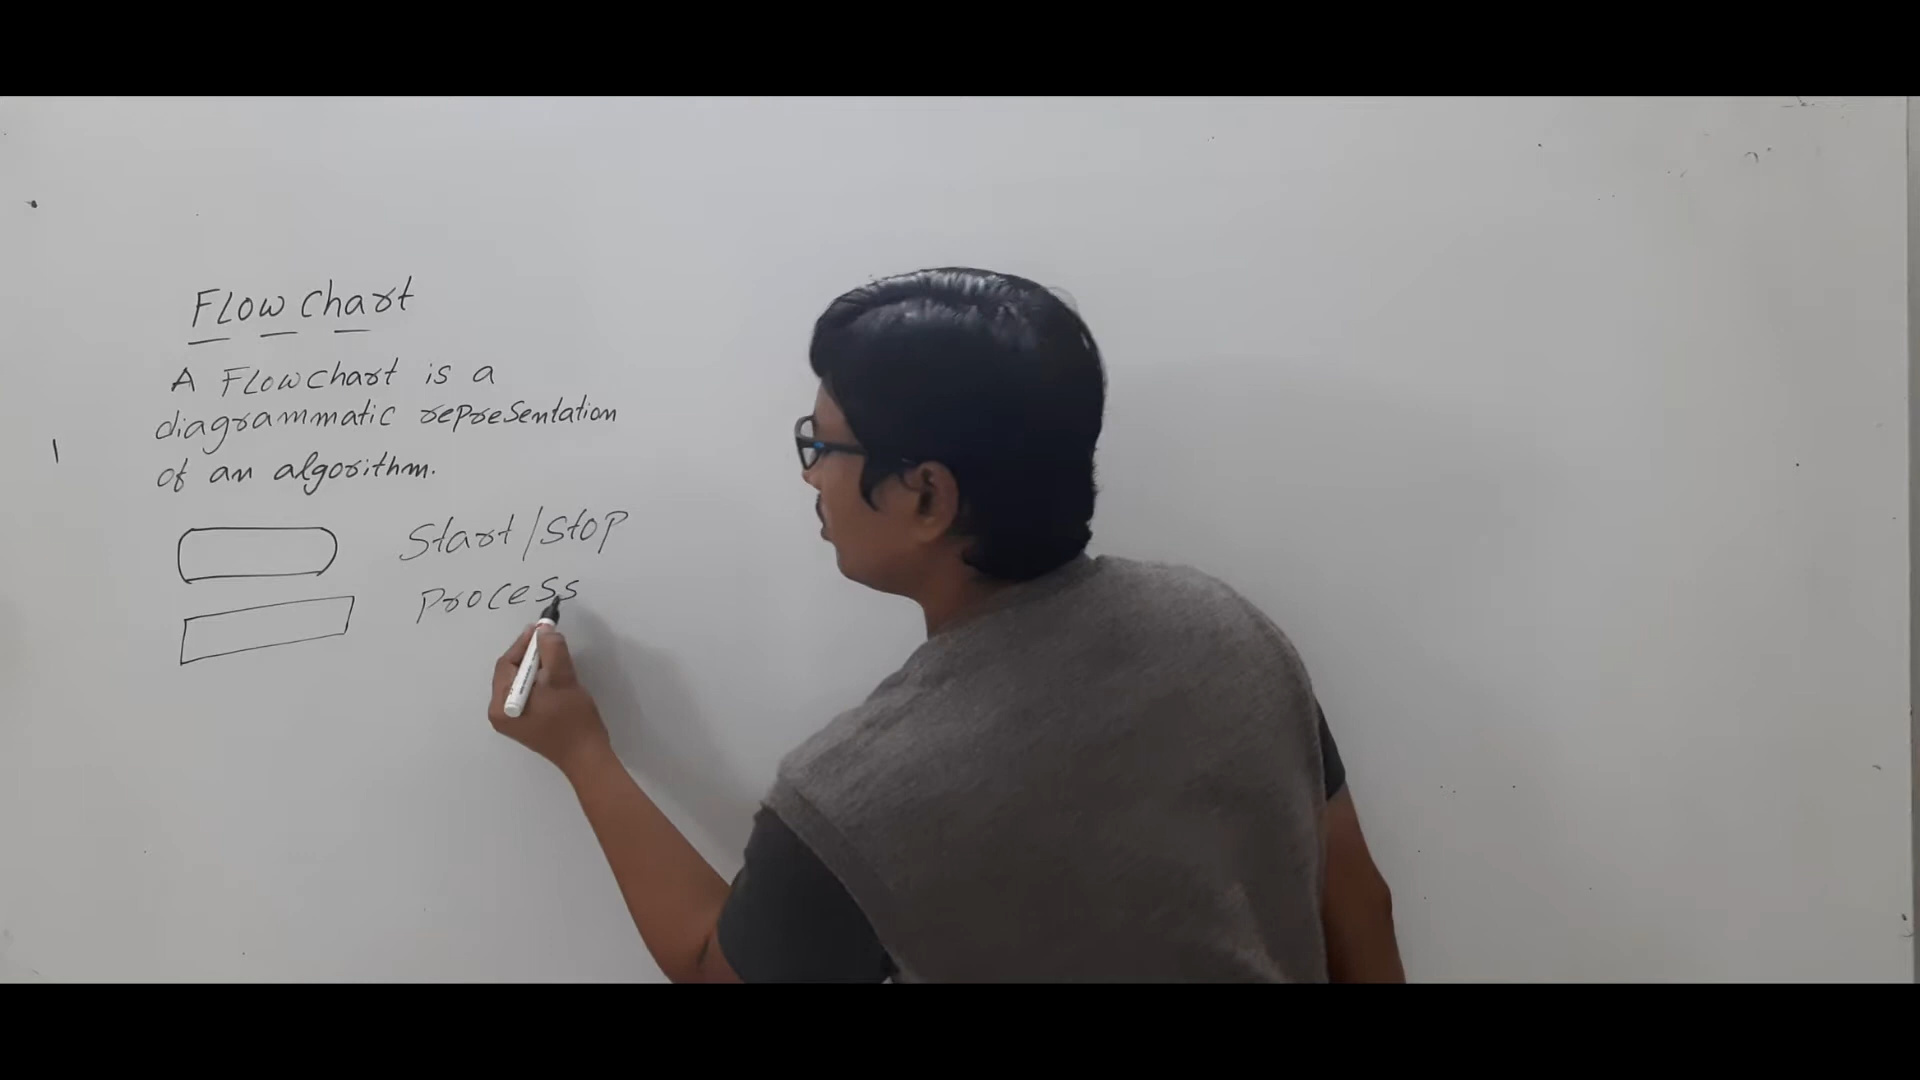 FLow Chart
A FLowchart is a
diagrammatic representation
of an algorithm.
Start/Stop
Process